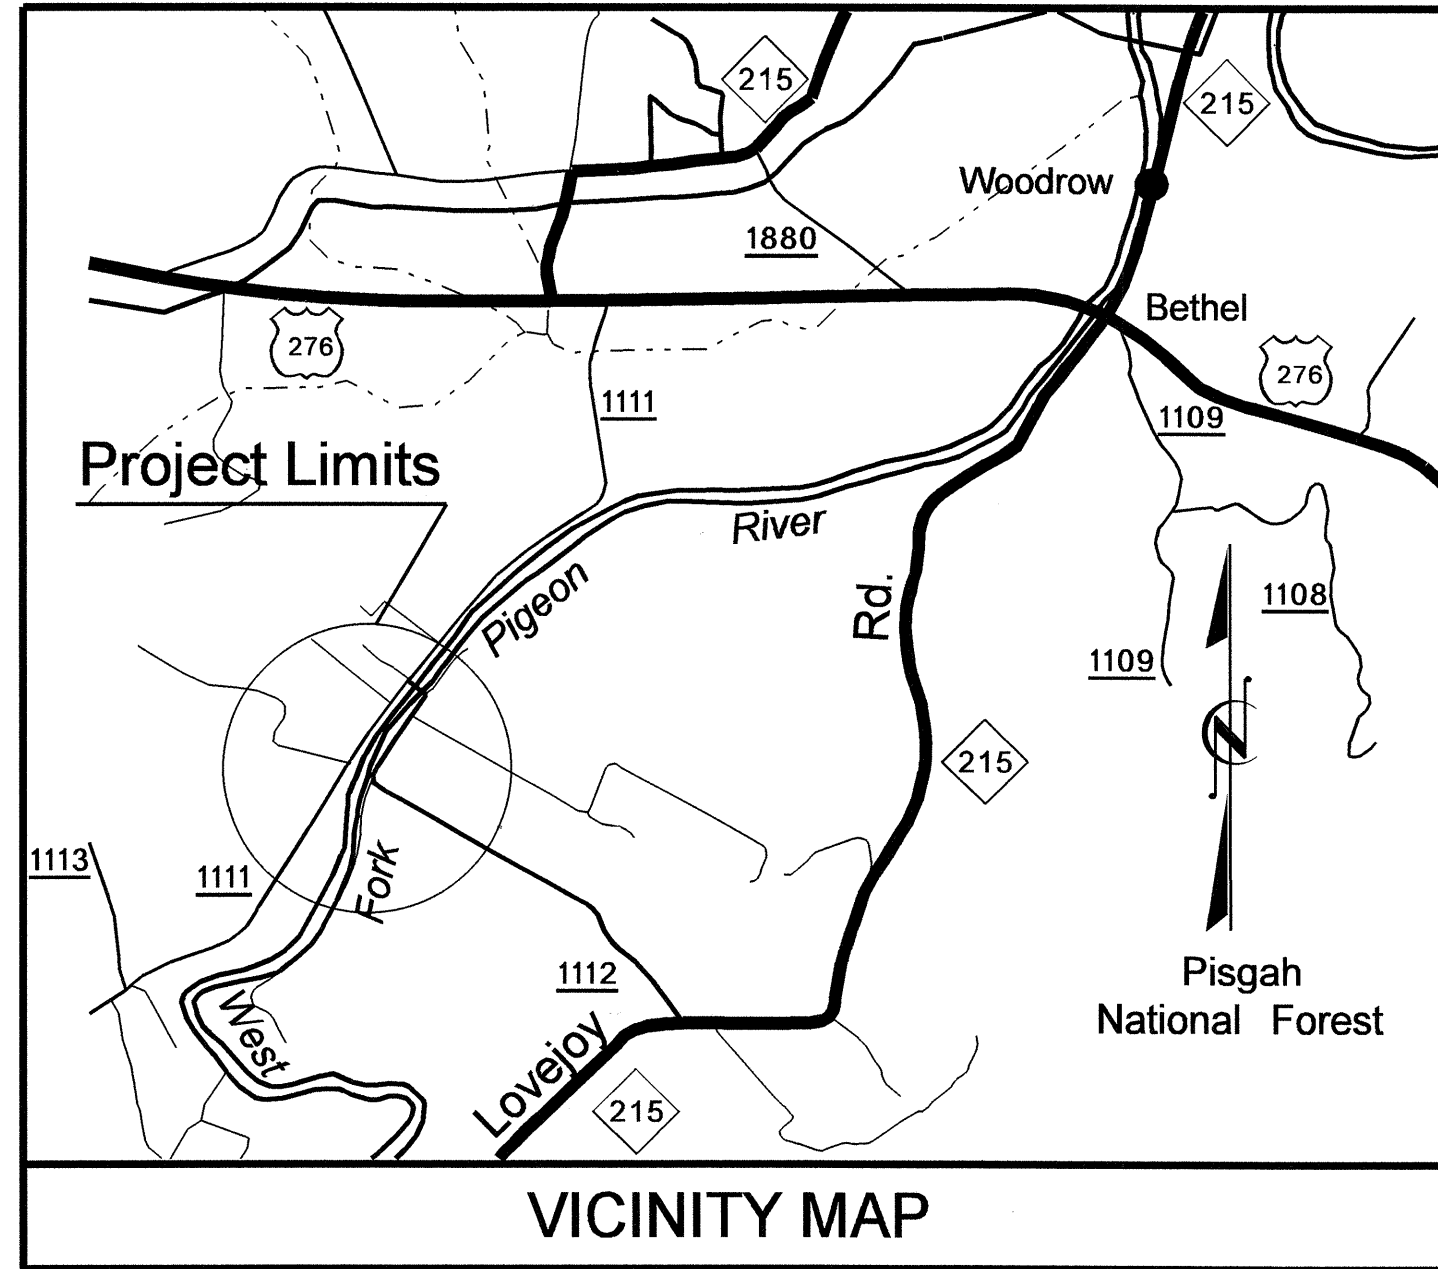 215
215
Woodrow
1880
Bethel
276
276
1111
1109
Project Limits
River
Pigeon
Rd.
1108
1109
N
215
1113
1111
Fork
1112
Pisgah
National Forest
West
Lovejoy
215
VICINITY MAP